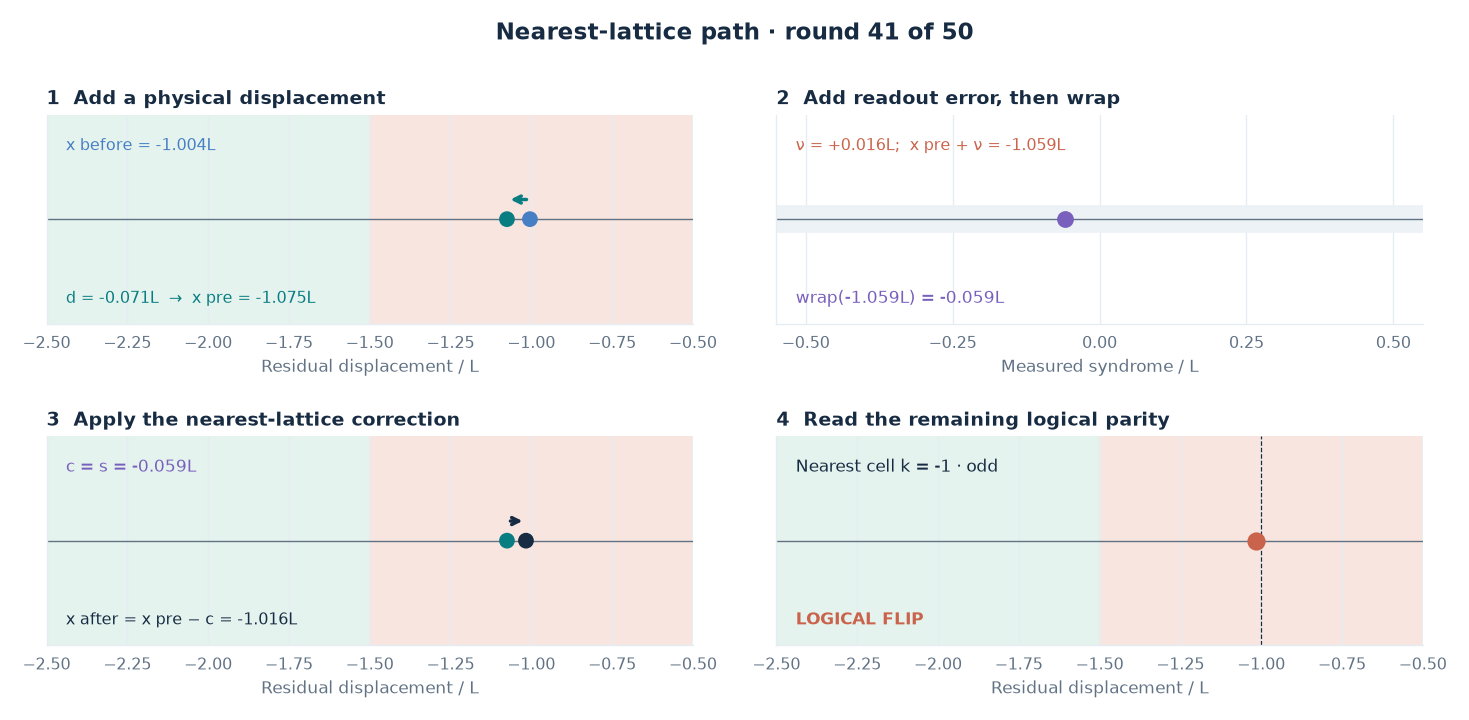 Nearest-lattice path · round 41 of 50
1 Add a physical displacement
x before = -1.004L
d = -0.071L → x pre = -1.075L
−2.50 −2.25 −2.00 −1.75 −1.50 −1.25 −1.00 −0.75 −0.50
Residual displacement / L
2 Add readout error, then wrap
ν = +0.016L; x pre + ν = -1.059L
wrap(-1.059L) = -0.059L
−0.50 −0.25 0.00 0.25 0.50
Measured syndrome / L
3 Apply the nearest-lattice correction
c = s = -0.059L
x after = x pre − c = -1.016L
−2.50 −2.25 −2.00 −1.75 −1.50 −1.25 −1.00 −0.75 −0.50
Residual displacement / L
4 Read the remaining logical parity
Nearest cell k = -1 · odd
LOGICAL FLIP
−2.50 −2.25 −2.00 −1.75 −1.50 −1.25 −1.00 −0.75 −0.50
Residual displacement / L